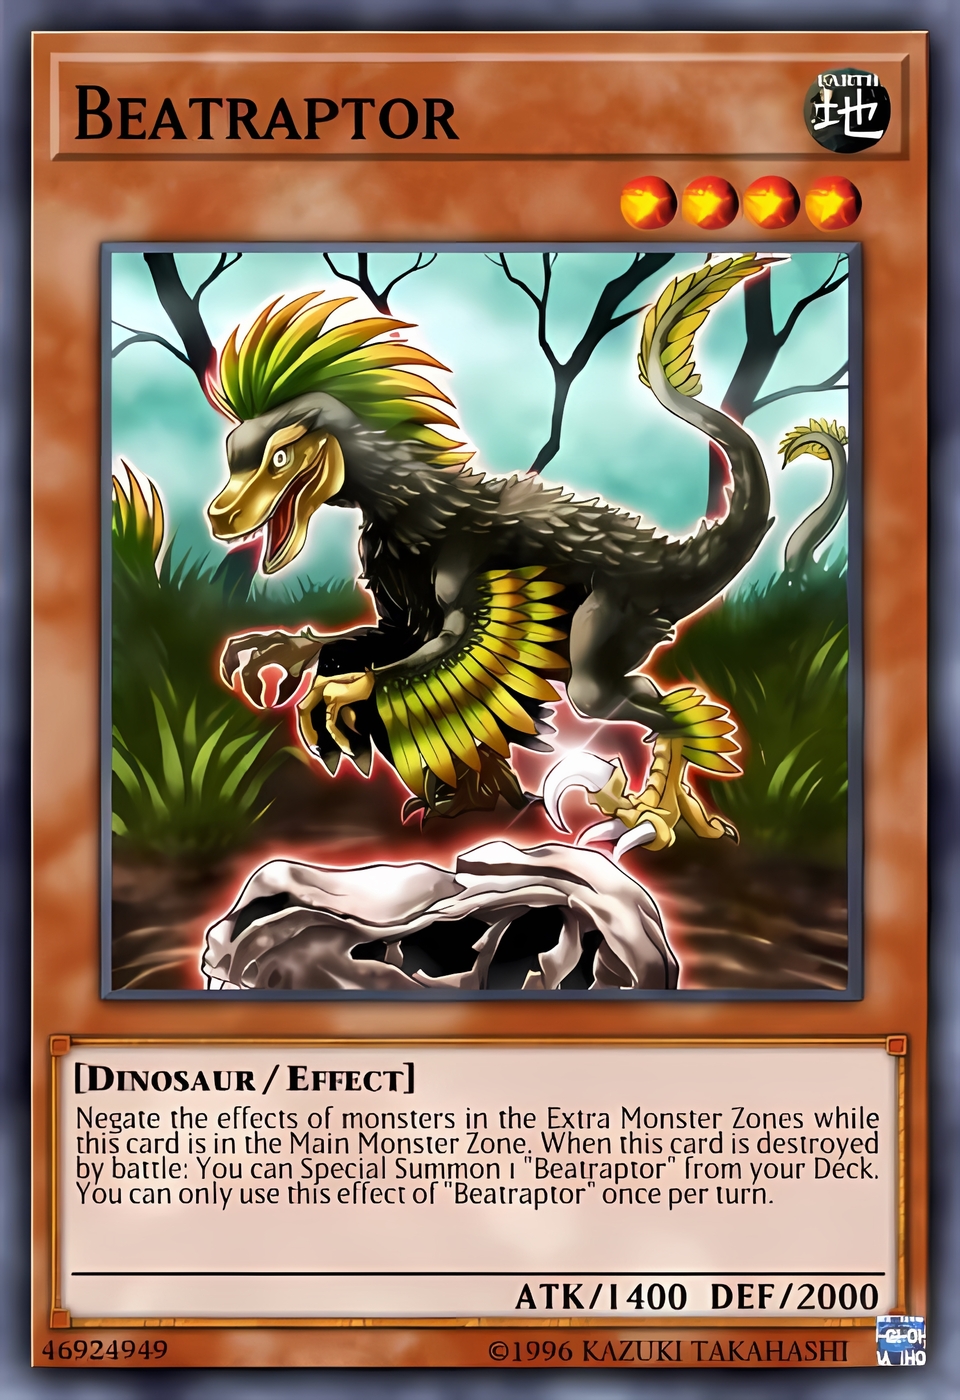 BEATRAPTOR
EARTH
地
[DINOSAUR / EFFECT]
Negate the effects of monsters in the Extra Monster Zones while
this card is in the Main Monster Zone. When this card is destroyed
by battle: You can Special Summon 1 "Beatraptor" from your Deck.
You can only use this effect of "Beatraptor" once per turn.
ATK/1400 DEF/2000
46924949
©1996 KAZUKI TAKAHASHI